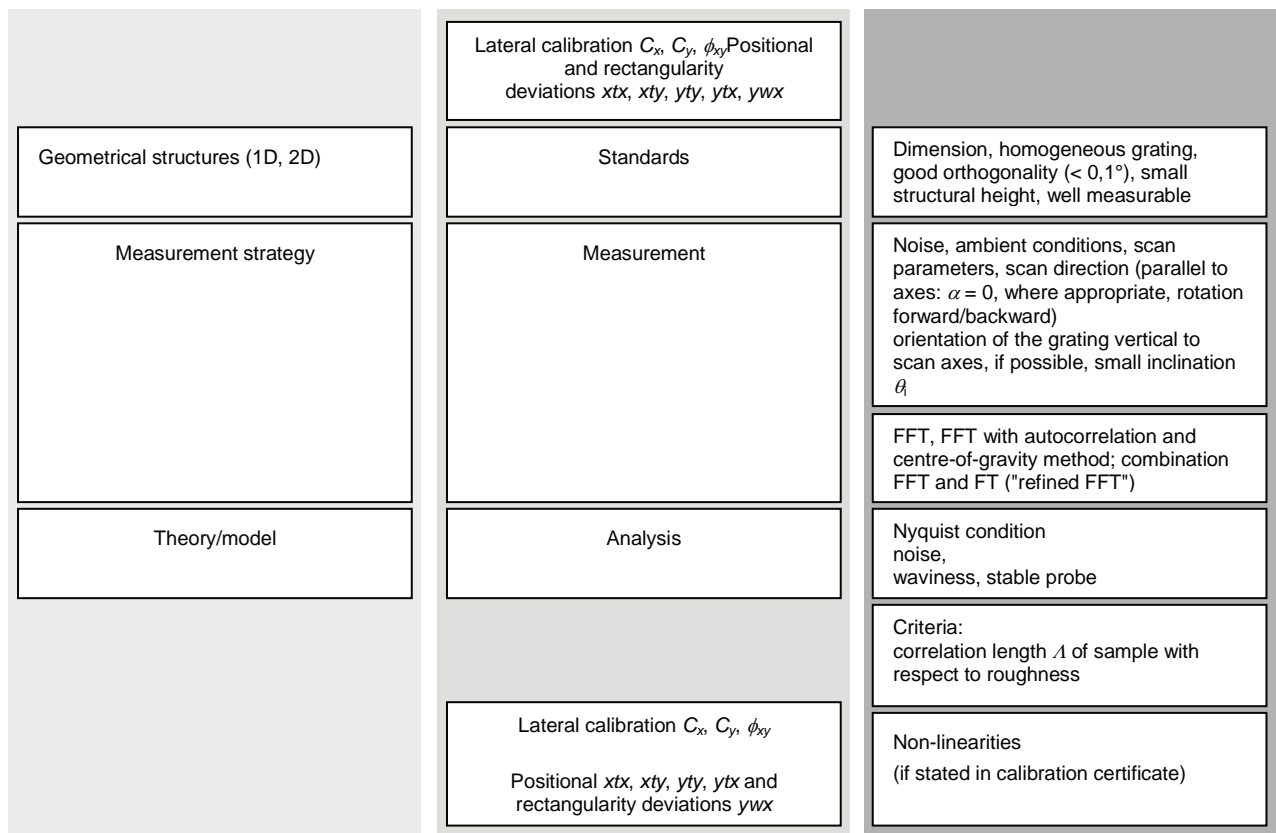 Lateral calibration Cx, Cy, ϕxyPositional
and rectangularity
deviations xtx, xty, yty, ytx, ywx
Geometrical structures (1D, 2D)
Standards
Dimension, homogeneous grating,
good orthogonality (< 0,1°), small
structural height, well measurable
Measurement strategy
Measurement
Noise, ambient conditions, scan
parameters, scan direction (parallel to
axes: α = 0, where appropriate, rotation
forward/backward)
orientation of the grating vertical to
scan axes, if possible, small inclination
θi
FFT, FFT with autocorrelation and
centre-of-gravity method; combination
FFT and FT ("refined FFT")
Theory/model
Analysis
Nyquist condition
noise,
waviness, stable probe
Criteria:
correlation length Λ of sample with
respect to roughness
Lateral calibration Cx, Cy, ϕxy
Positional xtx, xty, yty, ytx and
rectangularity deviations ywx
Non-linearities
(if stated in calibration certificate)